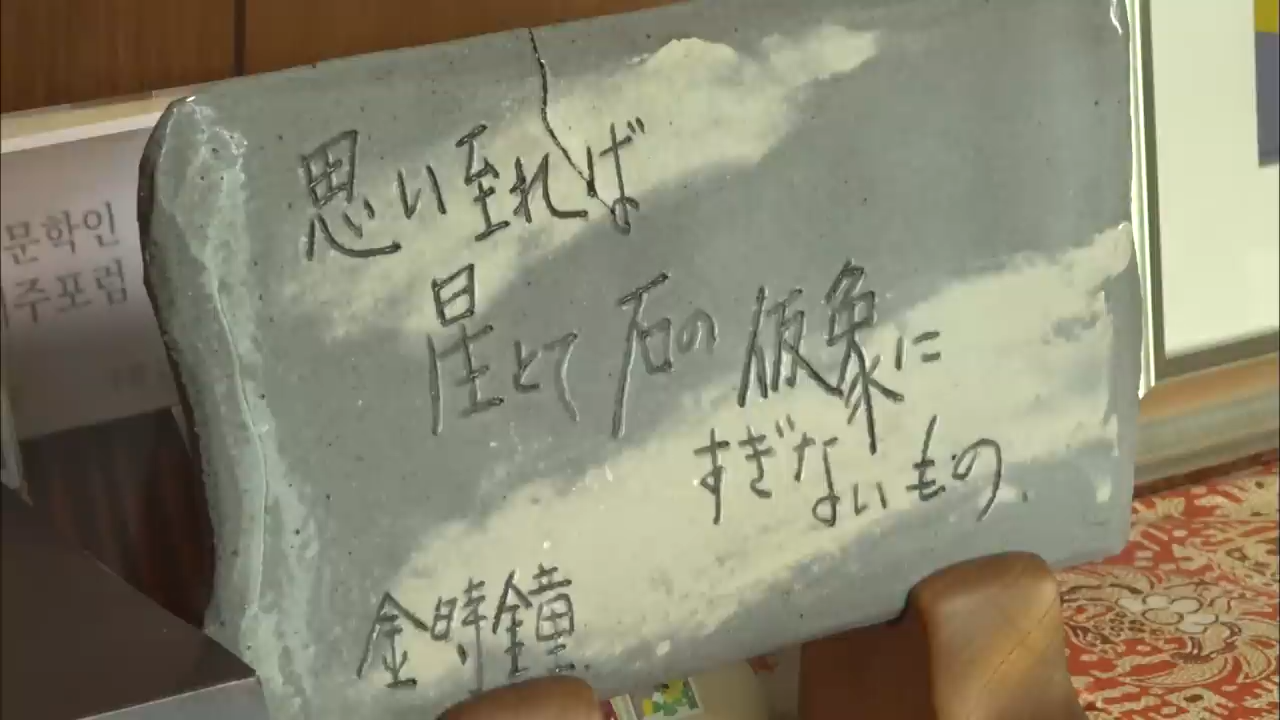 思い至れば
星とて石の仮象に
すぎないもの.
金時鐘.
문학인
주포럼